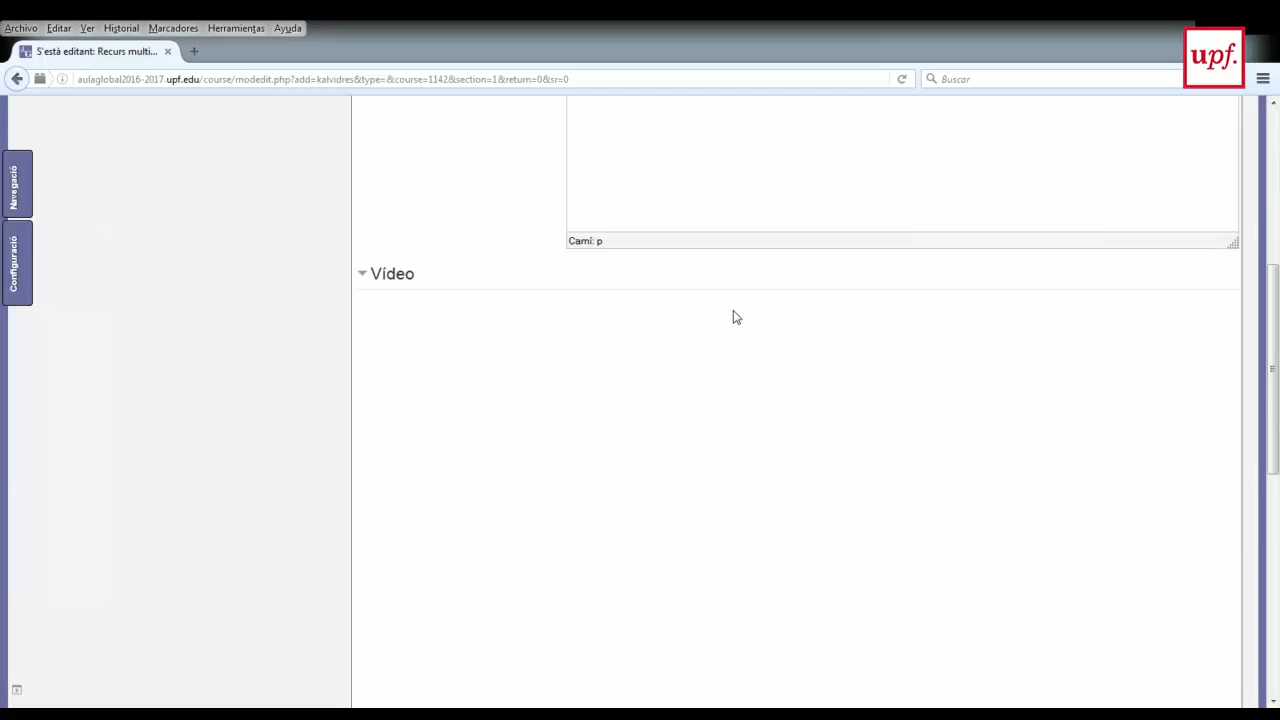 Archivo Editar Ver Historial Marcadores Herramientas Ayuda
S'està editant: Recurs multi...
aulaglobal2016-2017.upf.edu/course/modedit.php?add=kalvidres&type=&course=1142&section=1&return=0&sr=0
Buscar
upf.
Navegació
Configuració
Camí: p
Vídeo